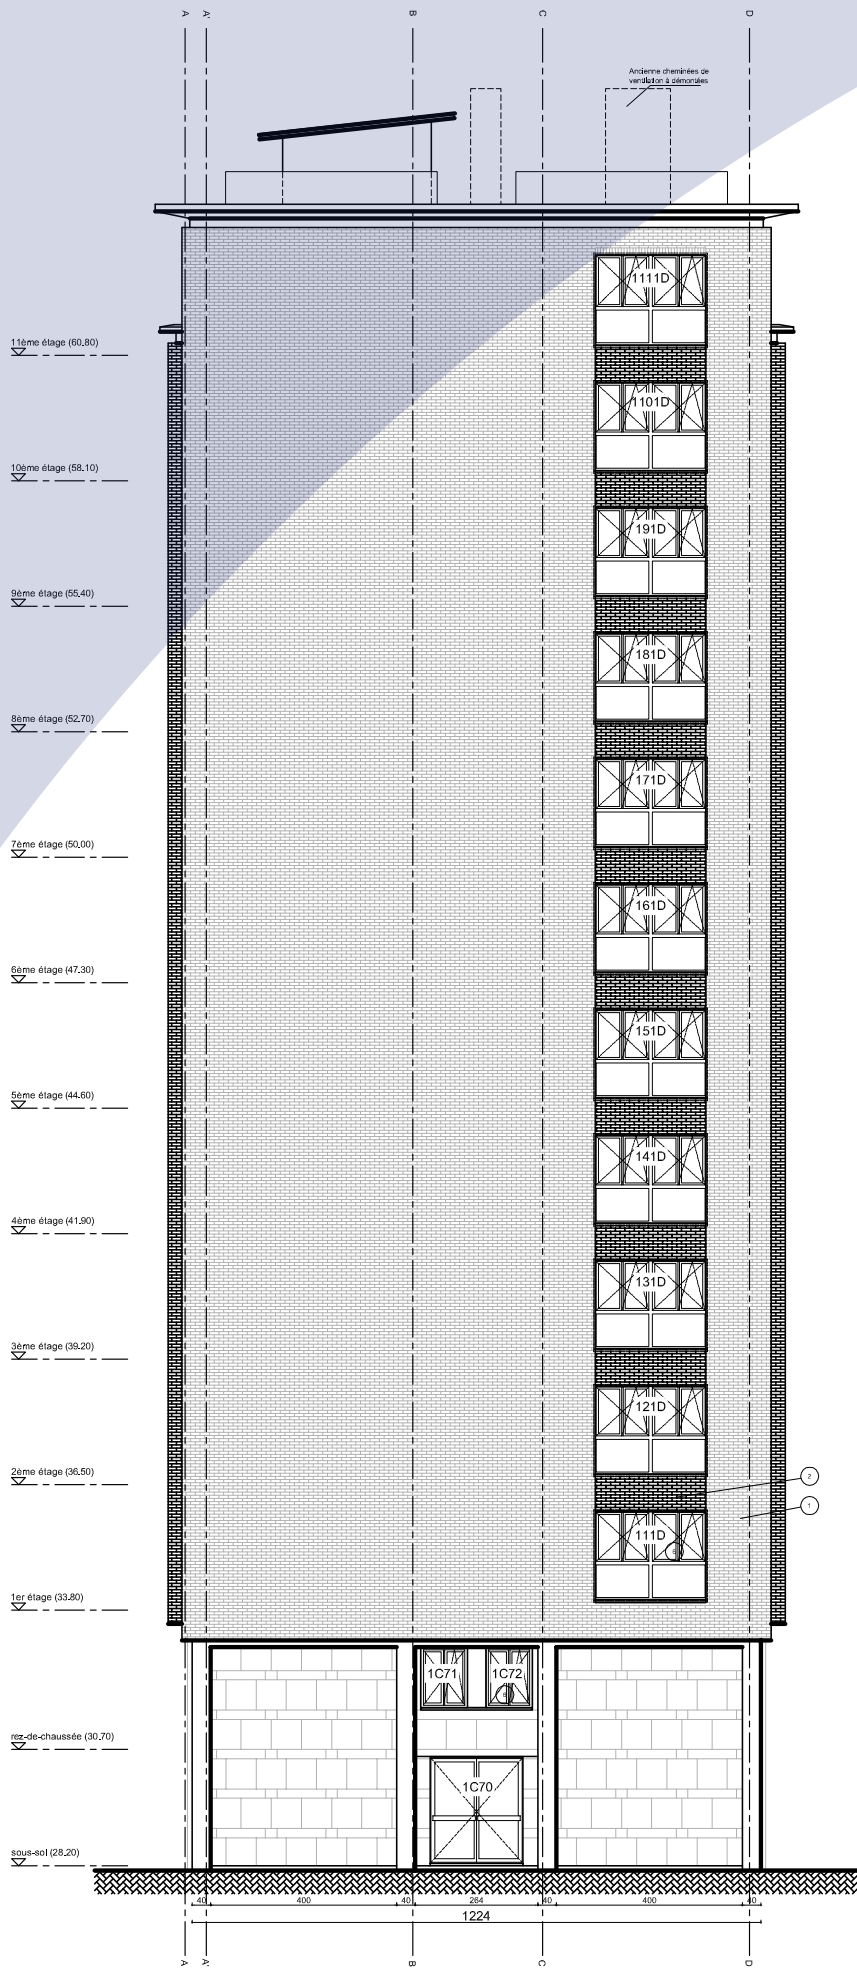 A A' B C D
Ancienne cheminées de
ventilation à démontées
1111D
11ème étage (60.80)
1101D
10ème étage (58.10)
191D
9ème étage (55.40)
181D
8ème étage (52.70)
171D
7ème étage (50.00)
161D
6ème étage (47.30)
151D
5ème étage (44.60)
141D
4ème étage (41.90)
131D
3ème étage (39.20)
121D
2ème étage (36.50)
2
1
111D
1er étage (33.80)
1C71 1C72
rez-de-chaussée (30.70)
1C70
sous-sol (28.20)
40 400 40 264 40 400 40
1224
A A' B C D